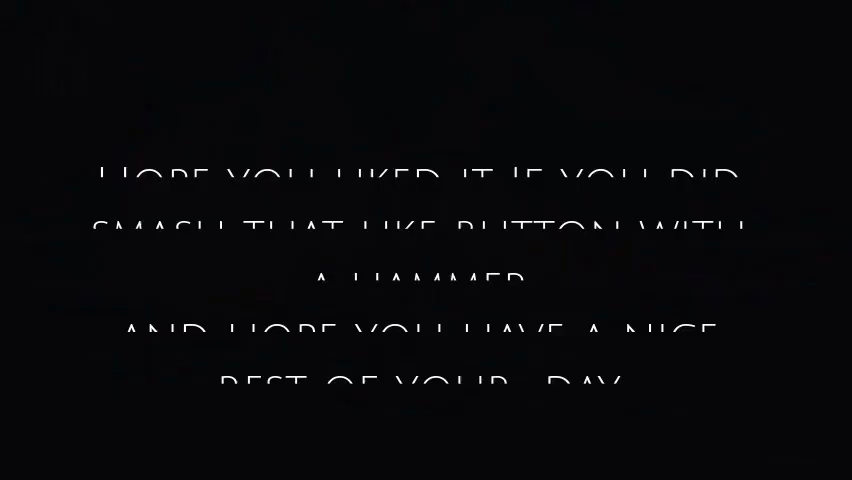 HOPE YOU LIKED IT IF YOU DID
SMASH THAT LIKE BUTTON WITH
A HAMMER
AND HOPE YOU HAVE A NICE
REST OF YOUR DAY